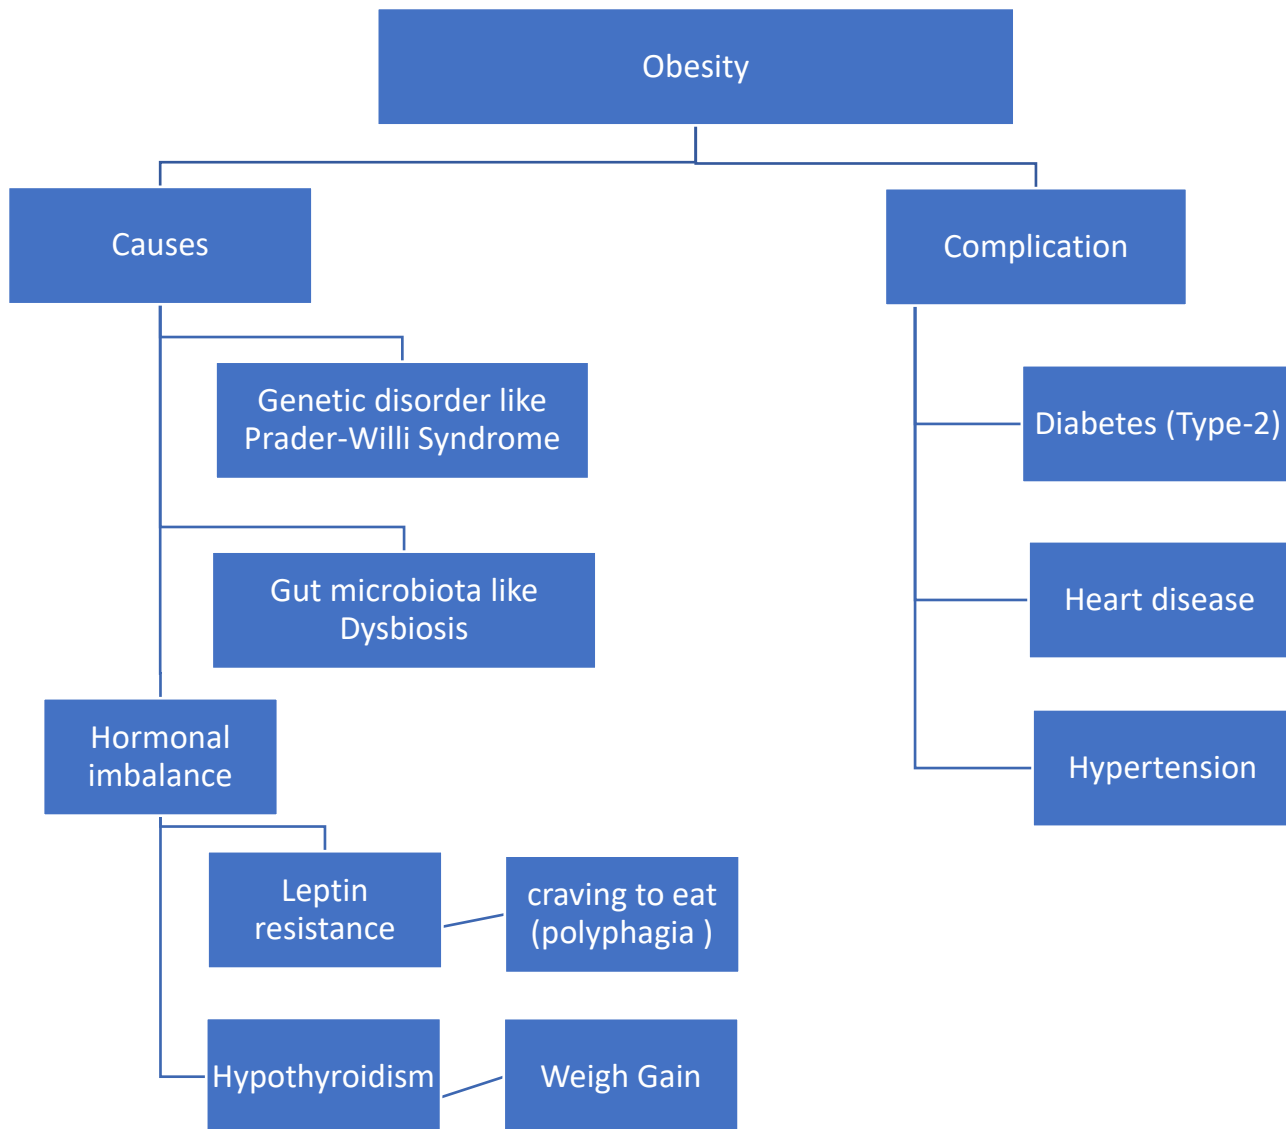 Obesity
Causes
Complication
Genetic disorder like
Prader-Willi Syndrome
Diabetes (Type-2)
Gut microbiota like
Dysbiosis
Heart disease
Hormonal
imbalance
Hypertension
Leptin
resistance
craving to eat
(polyphagia )
Hypothyroidism
Weigh Gain